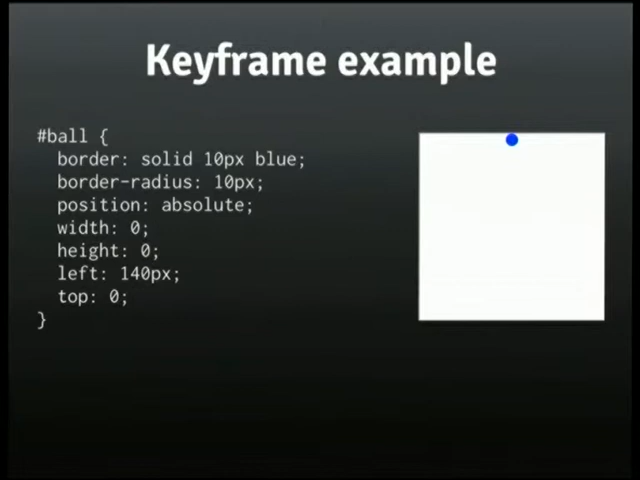 Keyframe example
#ball {
border: solid 10px blue;
border-radius: 10px;
position: absolute;
width: 0;
height: 0;
left: 140px;
top: 0;
}